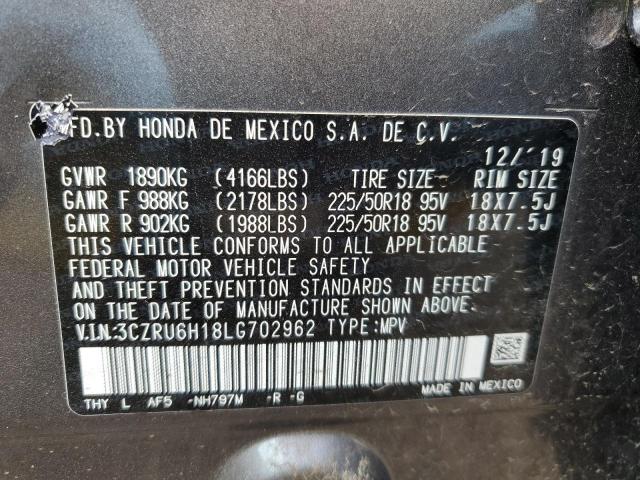 MFD.BY HONDA DE MEXICO S.A. DE C.V.
12/'19
GVWR 1890KG (4166LBS) TIRE SIZE RIM SIZE
GAWR F 988KG (2178LBS) 225/50R18 95V 18X7.5J
GAWR R 902KG (1988LBS) 225/50R18 95V 18X7.5J
THIS VEHICLE CONFORMS TO ALL APPLICABLE
FEDERAL MOTOR VEHICLE SAFETY
AND THEFT PREVENTION STANDARDS IN EFFECT
ON THE DATE OF MANUFACTURE SHOWN ABOVE.
V.I.N:3CZRU6H18LG702962 TYPE:MPV
MADE IN MEXICO
THY L AF5 -NH797M -R -G